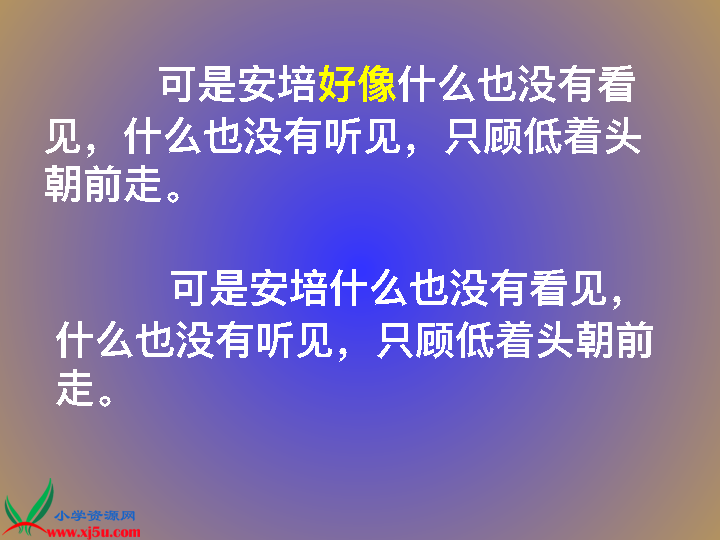 可是安培好像什么也没有看
见，什么也没有听见，只顾低着头
朝前走。
可是安培什么也没有看见，
什么也没有听见，只顾低着头朝前
走。
小学资源网
www.xj5u.com